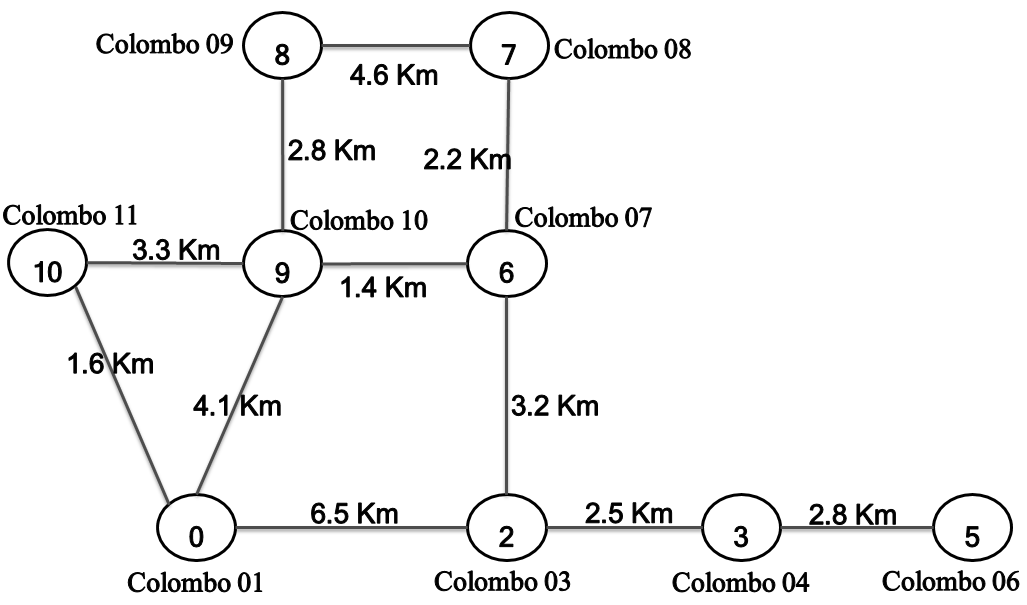 Colombo 09
8
7
Colombo 08
4.6 Km
2.8 Km
2.2 Km
Colombo 11
Colombo 10
Colombo 07
10
3.3 Km
9
1.4 Km
6
1.6 Km
4.1 Km
3.2 Km
0
6.5 Km
2
2.5 Km
3
2.8 Km
5
Colombo 01
Colombo 03
Colombo 04
Colombo 06